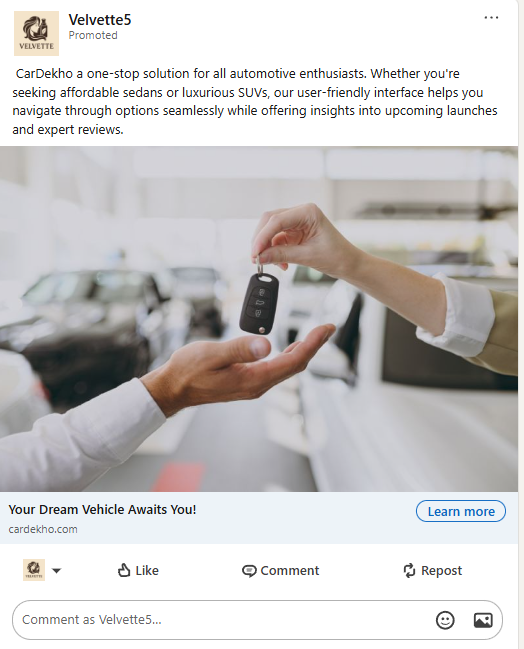 VELVETTE
Velvette5
Promoted
CarDekho a one-stop solution for all automotive enthusiasts. Whether you're
seeking affordable sedans or luxurious SUVs, our user-friendly interface helps you
navigate through options seamlessly while offering insights into upcoming launches
and expert reviews.
Your Dream Vehicle Awaits You!
Learn more
cardekho.com
VELVETTE
Like
Comment
Repost
Comment as Velvette5...